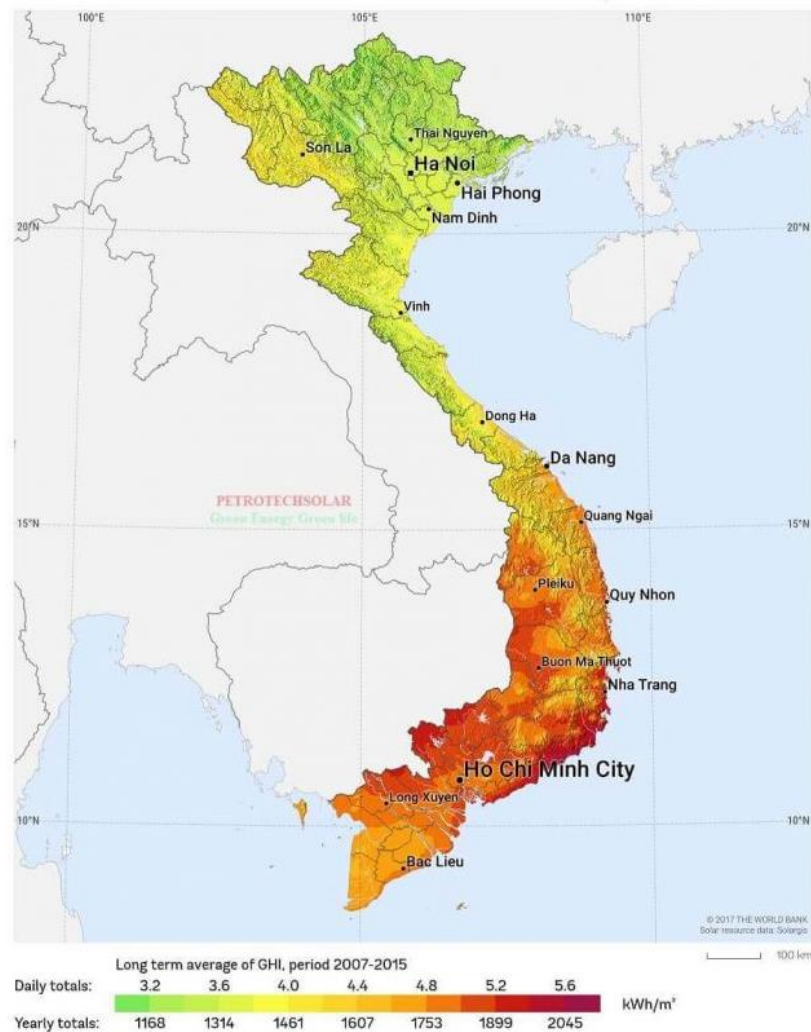 100°E 105°E 110°E
Thai Nguyen
Son La
Ha Noi
Hai Phong
Nam Dinh
20°N 20°N
Vinh
Dong Ha
Da Nang
PETROTECHSOLAR
Green Energy Green life
Quang Ngai
15°N 15°N
Pleiku
Quy Nhon
Buon Ma Thuot
Nha Trang
Ho Chi Minh City
Long Xuyen
10°N 10°N
Bac Lieu
© 2017 THE WORLD BANK
Solar resource data: Solargis
100 km
Long term average of GHI, period 2007-2015
Daily totals: 3.2 3.6 4.0 4.4 4.8 5.2 5.6
kWh/m²
Yearly totals: 1168 1314 1461 1607 1753 1899 2045